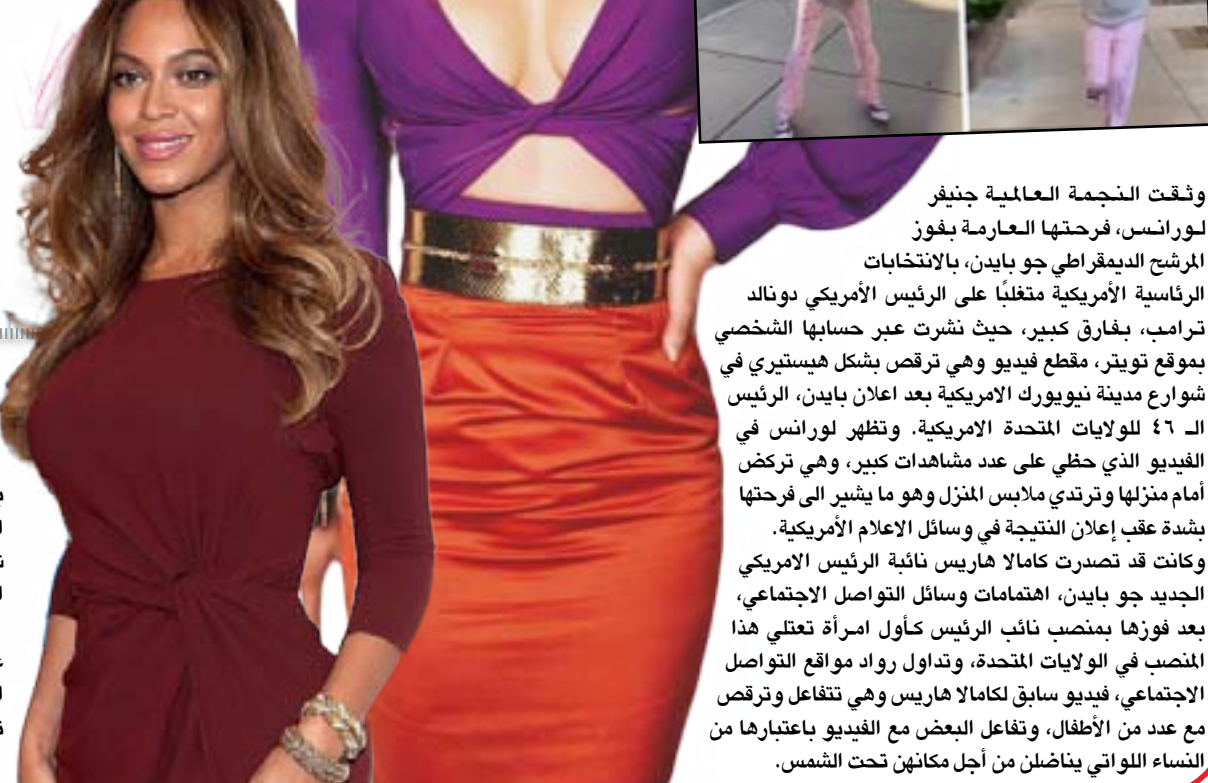 وثقت النجمة العالمية جنيفر
لورانس، فرحتها العارمة بفوز
المرشح الديمقراطي جو بايدن، بالانتخابات
الرئاسية الأمريكية متغلبًا على الرئيس الأمريكي دونالد
ترامب، بفارق كبير، حيث نشرت عبر حسابها الشخصي
بموقع تويتر، مقطع فيديو وهي ترقص بشكل هيستيري في
شوارع مدينة نيويورك الامريكية بعد اعلان بايدن، الرئيس
الـ ٤٦ للولايات المتحدة الامريكية. وتظهر لورانس في
الفيديو الذي حظي على عدد مشاهدات كبير، وهي تركض
أمام منزلها وترتدي ملابس المنزل وهو ما يشير الى فرحتها
بشدة عقب إعلان النتيجة في وسائل الاعلام الأمريكية.
وكانت قد تصدرت كامالا هاريس نائبة الرئيس الامريكي
الجديد جو بايدن، اهتمامات وسائل التواصل الاجتماعي،
بعد فوزها بمنصب نائب الرئيس كأول امرأة تعتلي هذا
المنصب في الولايات المتحدة، وتداول رواد مواقع التواصل
الاجتماعي، فيديو سابق لكامالا هاريس وهي تتفاعل وترقص
مع عدد من الأطفال، وتفاعل البعض مع الفيديو باعتبارها من
النساء اللواتي يناضلن من أجل مكانهن تحت الشمس.